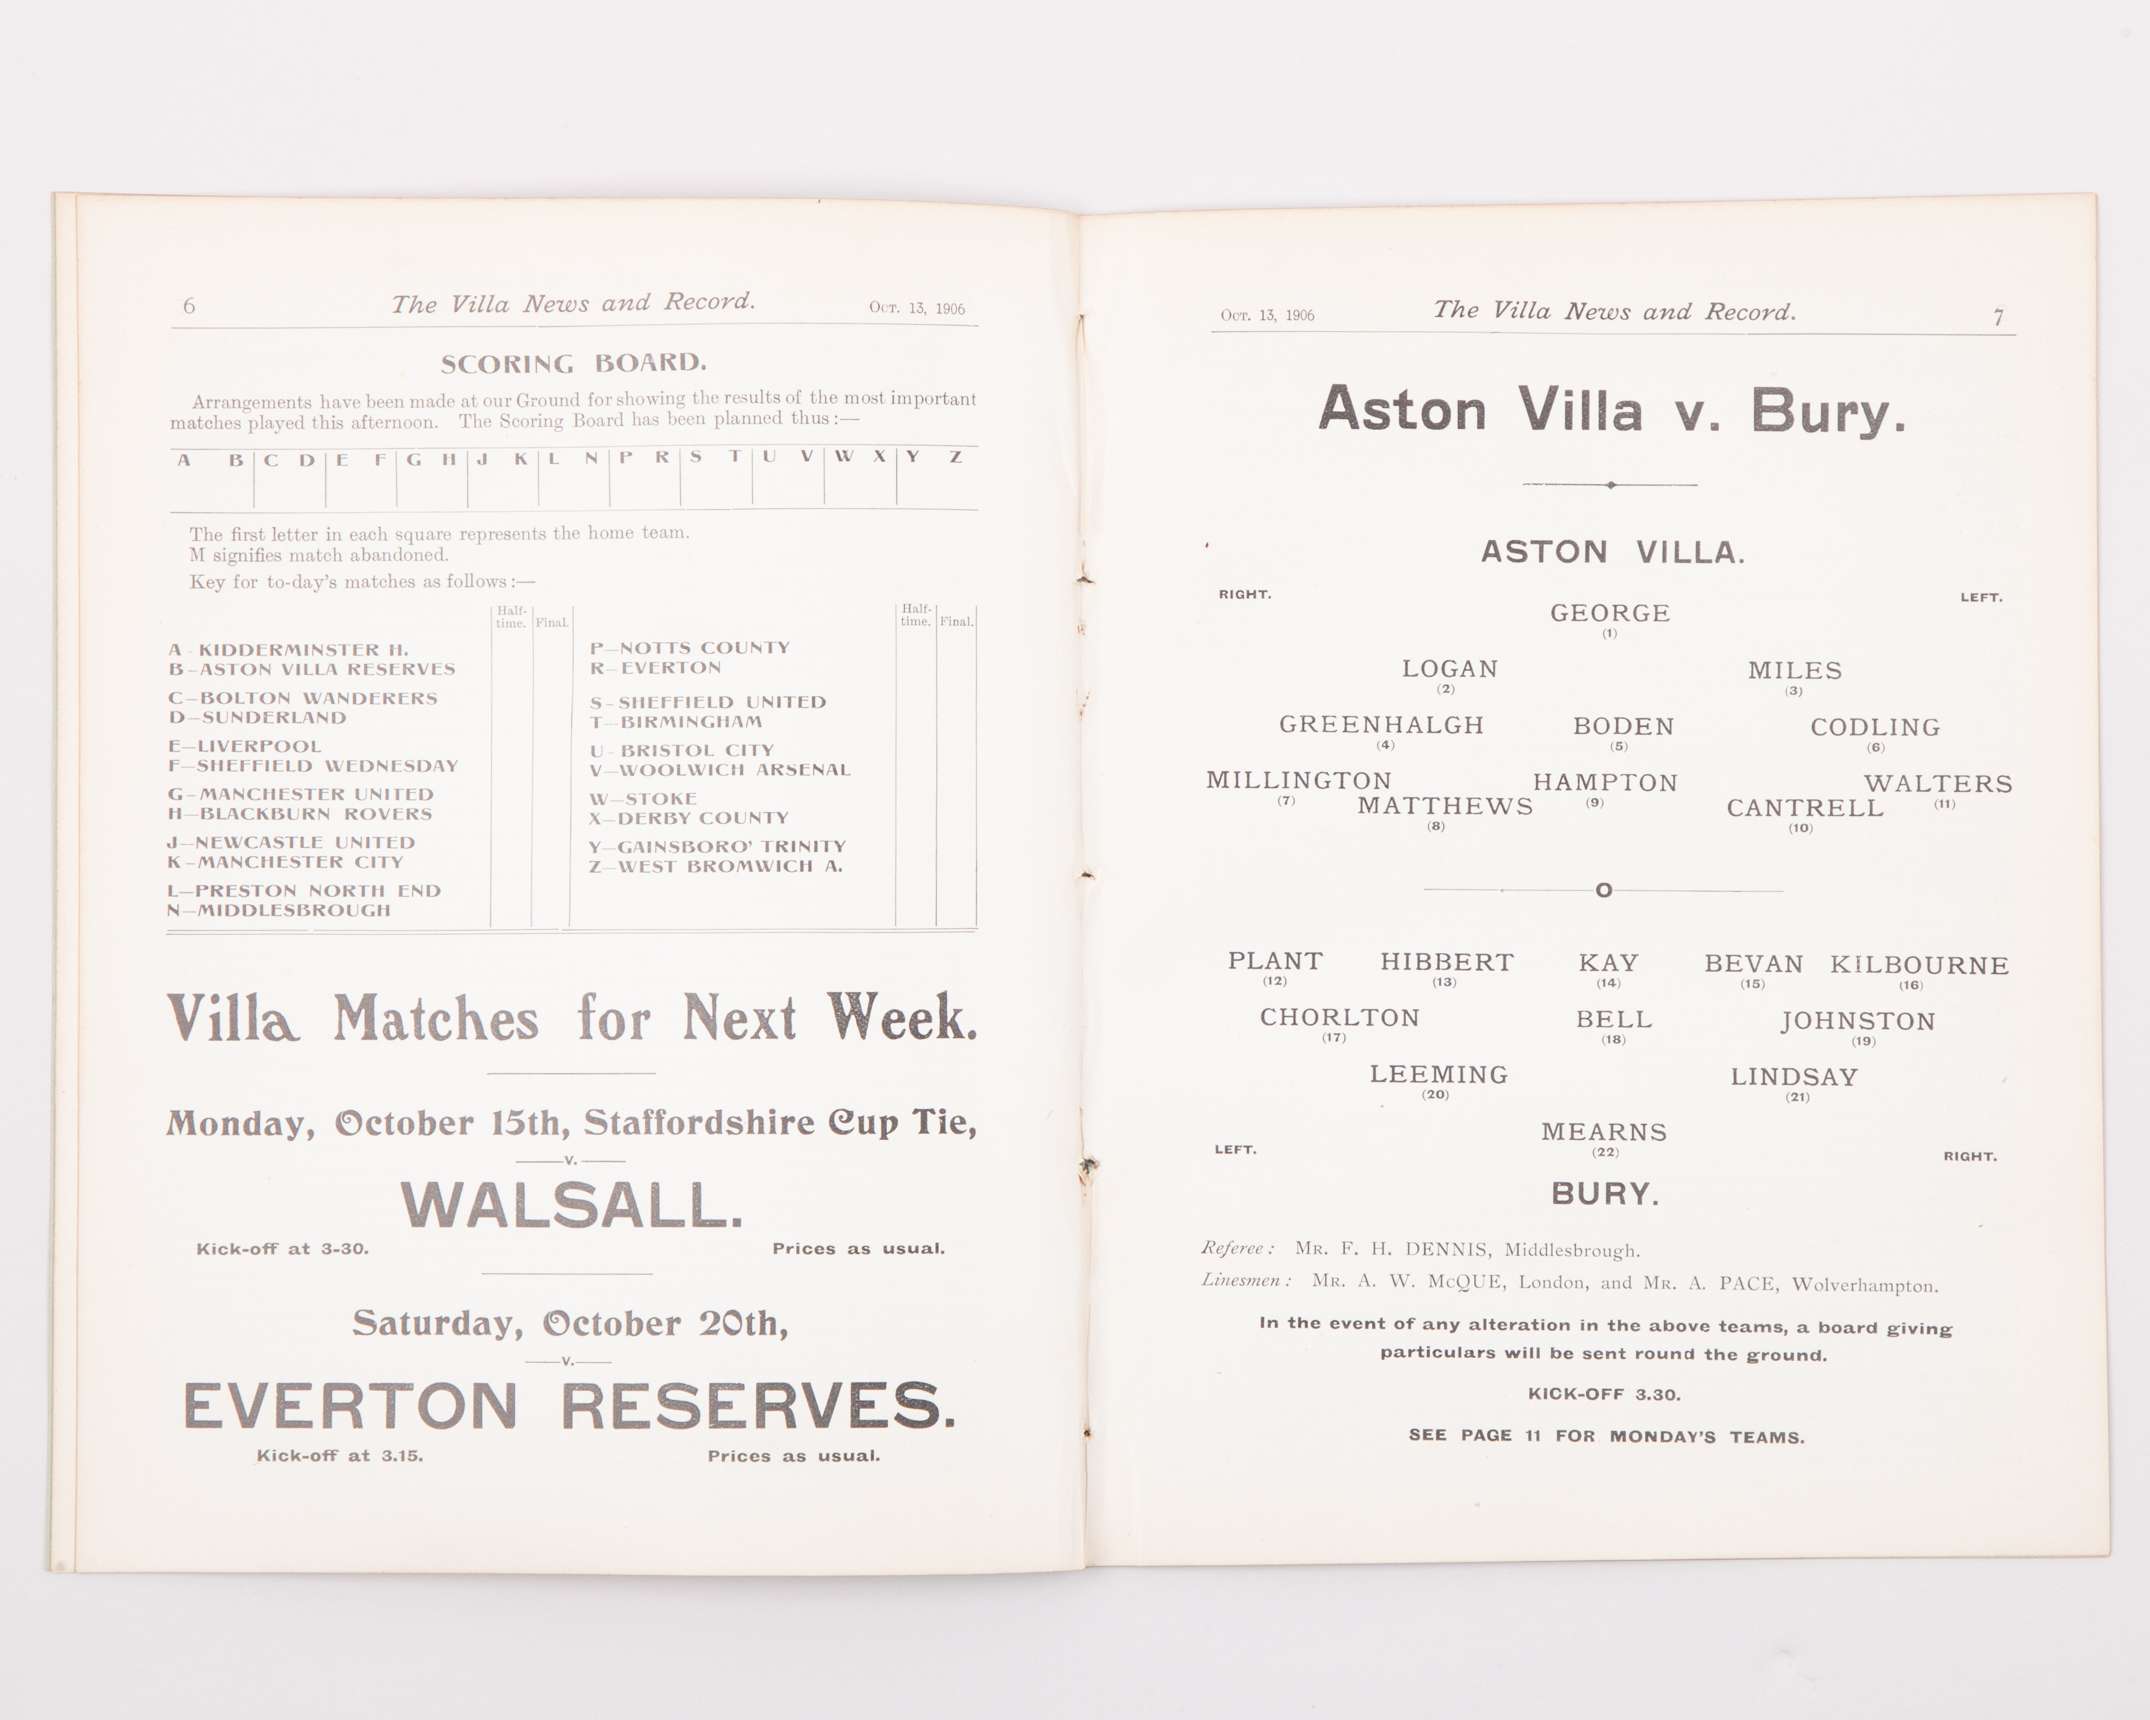 6 The Villa News and Record. Oct. 13, 1906
SCORING BOARD.
Arrangements have been made at our Ground for showing the results of the most important
matches played this afternoon. The Scoring Board has been planned thus :—
A B C D E F G H J K L N P R S T U V W X Y Z
The first letter in each square represents the home team.
M signifies match abandoned.
Key for to-day's matches as follows :—
Half-time. Final.
A - KIDDERMINSTER H.
B - ASTON VILLA RESERVES
C—BOLTON WANDERERS
D—SUNDERLAND
E—LIVERPOOL
F—SHEFFIELD WEDNESDAY
G—MANCHESTER UNITED
H—BLACKBURN ROVERS
J—NEWCASTLE UNITED
K—MANCHESTER CITY
L—PRESTON NORTH END
N—MIDDLESBROUGH
Half-time. Final.
P—NOTTS COUNTY
R—EVERTON
S—SHEFFIELD UNITED
T—BIRMINGHAM
U - BRISTOL CITY
V—WOOLWICH ARSENAL
W—STOKE
X—DERBY COUNTY
Y—GAINSBORO' TRINITY
Z—WEST BROMWICH A.
Villa Matches for Next Week.
Monday, October 15th, Staffordshire Cup Tie,
v.
WALSALL.
Kick-off at 3-30. Prices as usual.
Saturday, October 20th,
v.
EVERTON RESERVES.
Kick-off at 3.15. Prices as usual.
Oct. 13, 1906 The Villa News and Record. 7
Aston Villa v. Bury.
ASTON VILLA.
RIGHT. LEFT.
GEORGE
(1)
LOGAN MILES
(2) (3)
GREENHALGH BODEN CODLING
(4) (5) (6)
MILLINGTON HAMPTON WALTERS
(7) (9) (11)
MATTHEWS CANTRELL
(8) (10)
O
PLANT HIBBERT KAY BEVAN KILBOURNE
(12) (13) (14) (15) (16)
CHORLTON BELL JOHNSTON
(17) (18) (19)
LEEMING LINDSAY
(20) (21)
MEARNS
(22)
LEFT. RIGHT.
BURY.
Referee : Mr. F. H. DENNIS, Middlesbrough.
Linesmen : Mr. A. W. McQUE, London, and Mr. A. PACE, Wolverhampton.
In the event of any alteration in the above teams, a board giving
particulars will be sent round the ground.
KICK-OFF 3.30.
SEE PAGE 11 FOR MONDAY'S TEAMS.